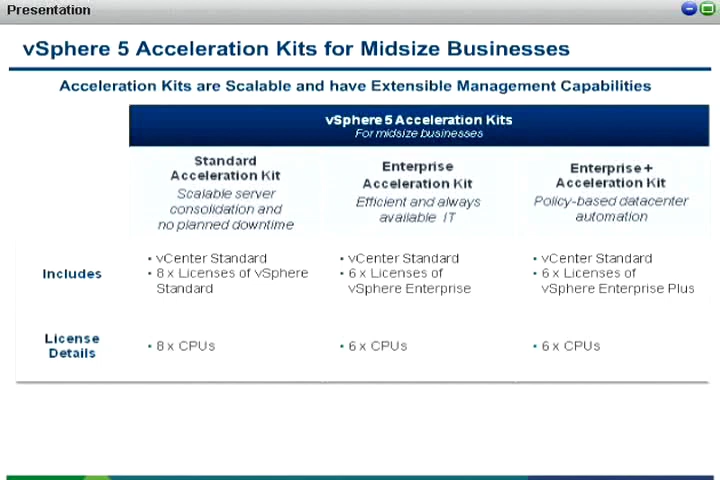 Presentation
vSphere 5 Acceleration Kits for Midsize Businesses
Acceleration Kits are Scalable and have Extensible Management Capabilities
vSphere 5 Acceleration Kits
For midsize businesses
Standard
Acceleration Kit
Scalable server
consolidation and
no planned downtime
Enterprise
Acceleration Kit
Efficient and always
available IT
Enterprise +
Acceleration Kit
Policy-based datacenter
automation
Includes
• vCenter Standard
• 8 x Licenses of vSphere
Standard
• vCenter Standard
• 6 x Licenses of
vSphere Enterprise
• vCenter Standard
• 6 x Licenses of
vSphere Enterprise Plus
License
Details
• 8 x CPUs
• 6 x CPUs
• 6 x CPUs